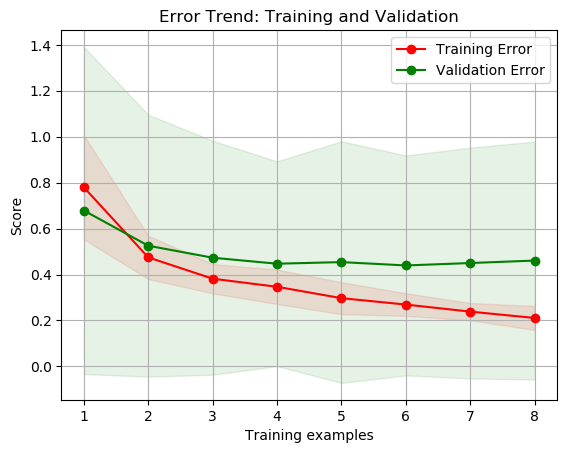 Error Trend: Training and Validation
Training Error
Validation Error
1.4
1.2
1.0
0.8
0.6
0.4
0.2
0.0
Score
1 2 3 4 5 6 7 8
Training examples